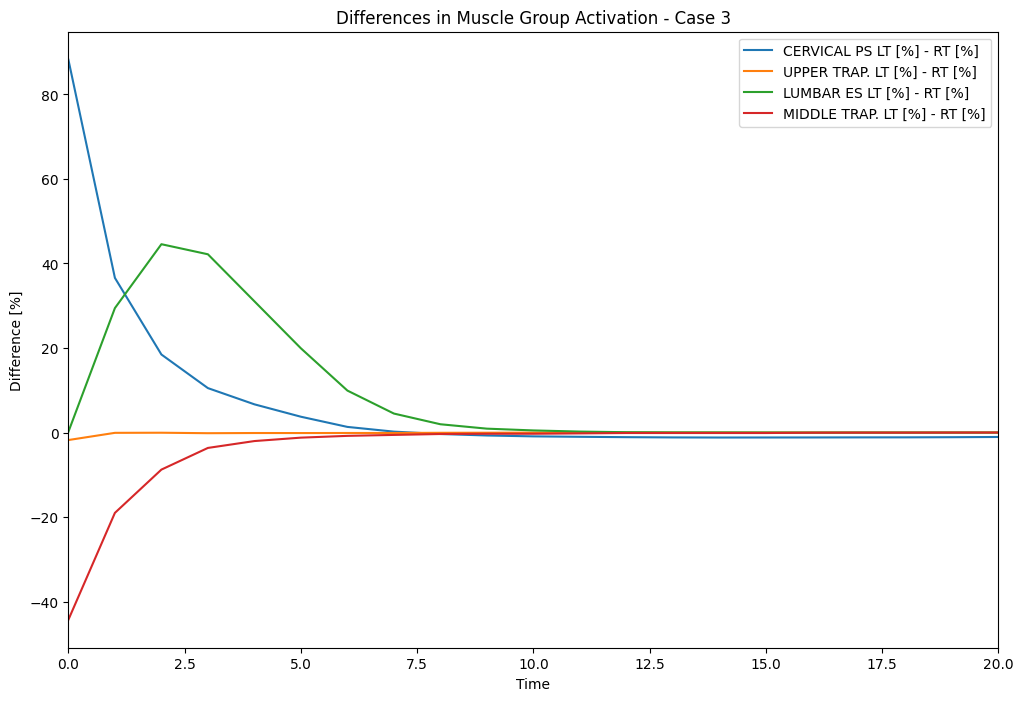 Differences in Muscle Group Activation - Case 3
CERVICAL PS LT [%] - RT [%]
UPPER TRAP. LT [%] - RT [%]
LUMBAR ES LT [%] - RT [%]
MIDDLE TRAP. LT [%] - RT [%]
Difference [%]
80
60
40
20
0
−20
−40
0.0 2.5 5.0 7.5 10.0 12.5 15.0 17.5 20.0
Time